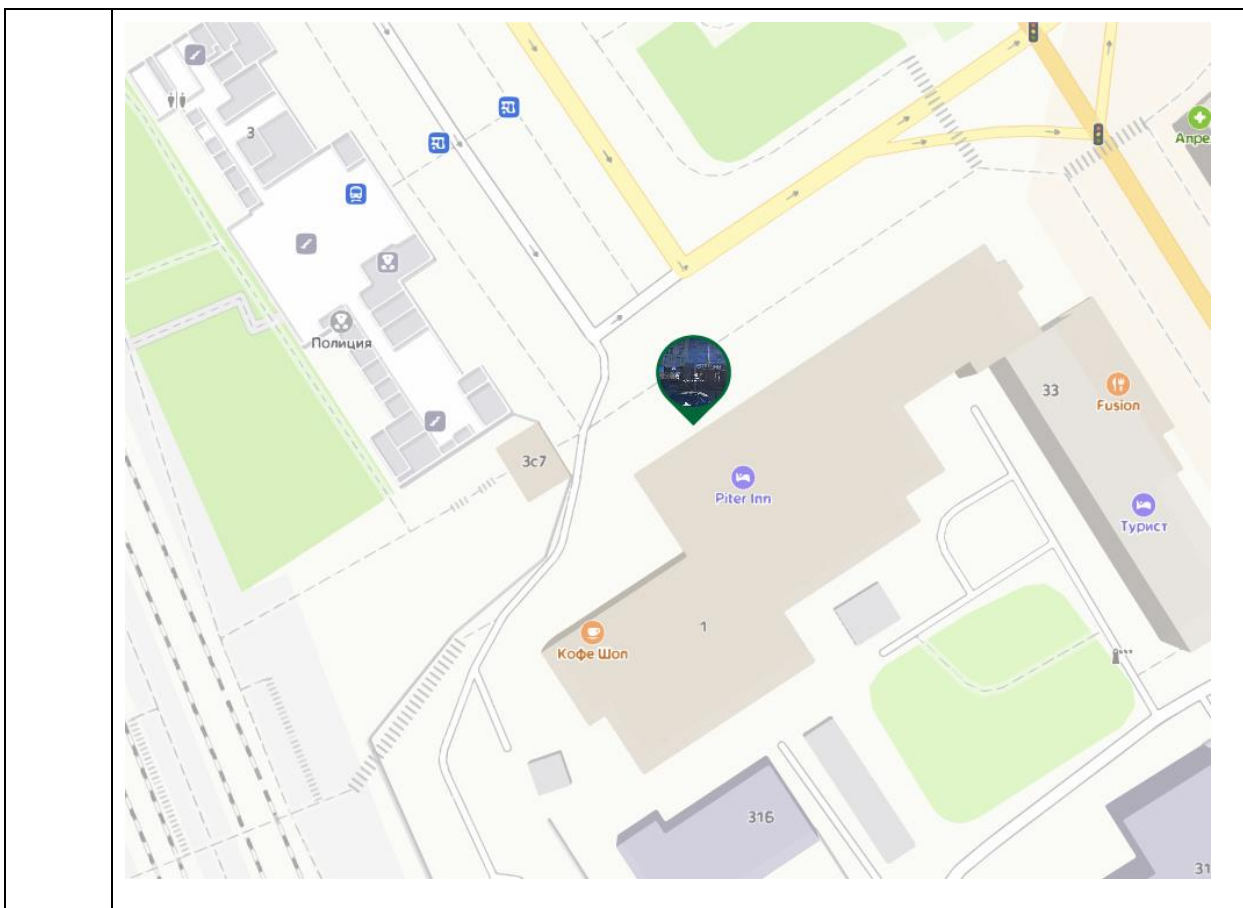 3
Апре
Полиция
33
Fusion
3с7
Piter Inn
Турист
1
Кофе Шоп
31б
31